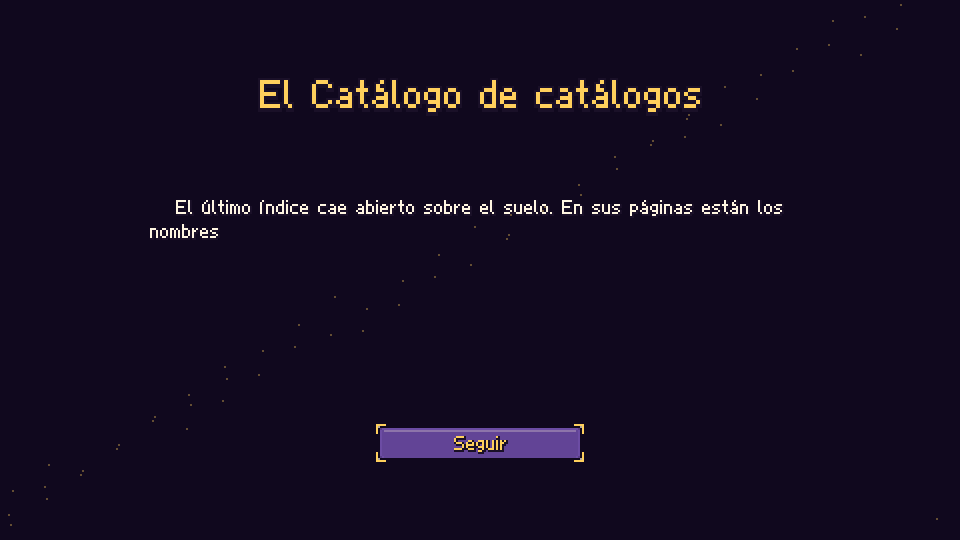 El Catálogo de catálogos
El último índice cae abierto sobre el suelo. En sus páginas están los
nombres
Seguir